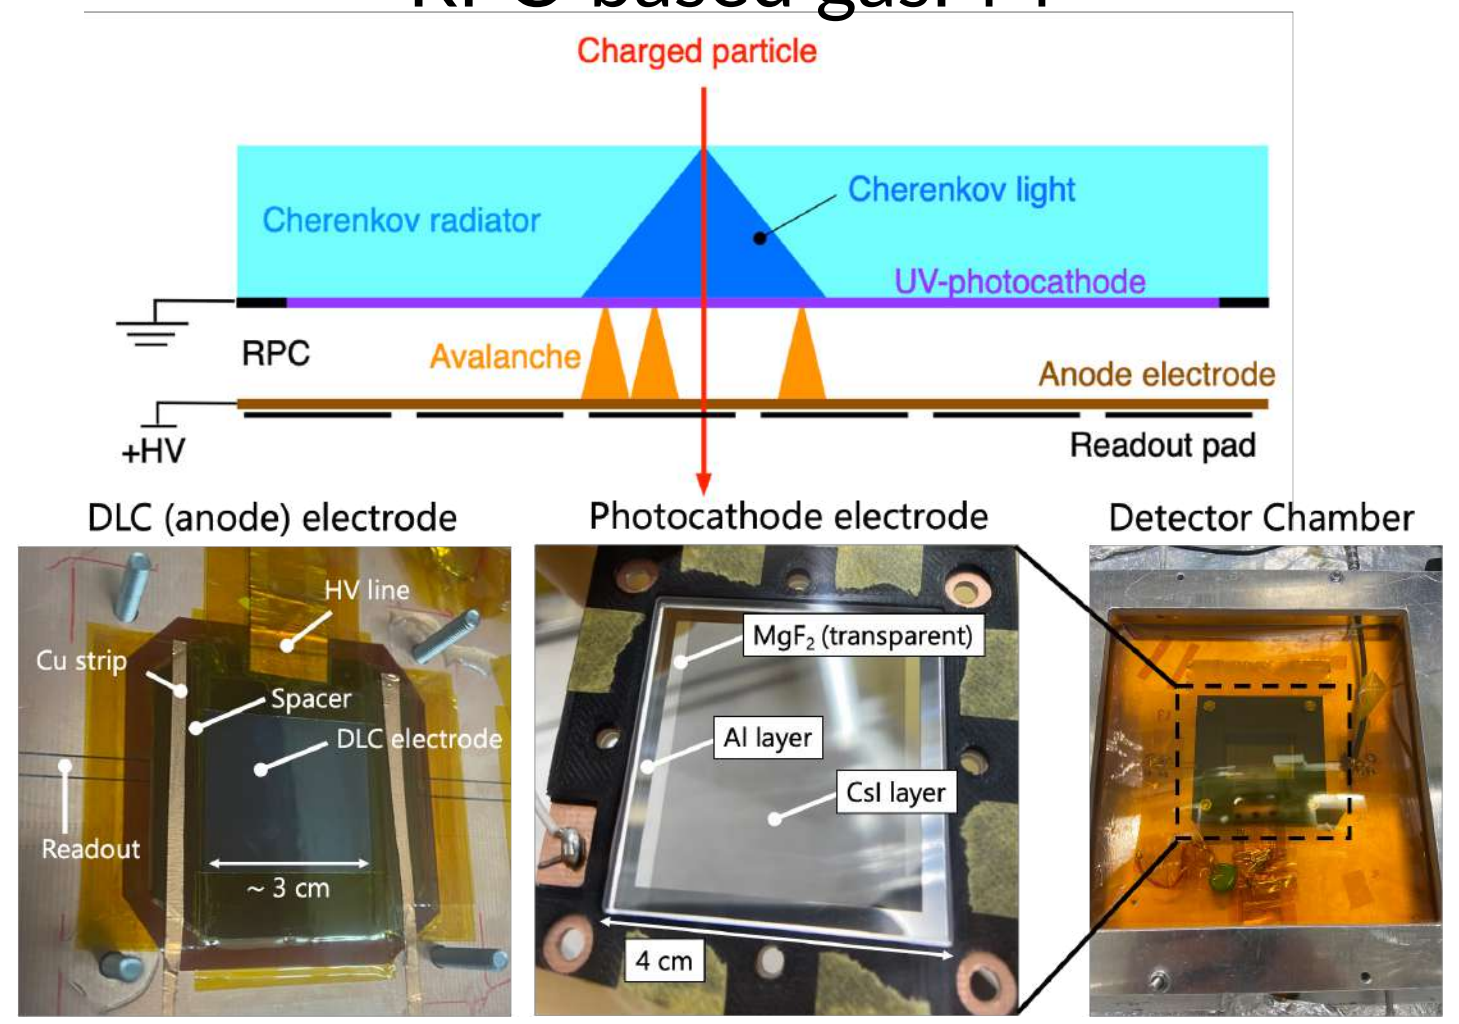 Charged particle
Cherenkov light
Cherenkov radiator
UV-photocathode
RPC
Avalanche
Anode electrode
+HV
Readout pad
DLC (anode) electrode
Photocathode electrode
Detector Chamber
HV line
Cu strip
Spacer
DLC electrode
Readout
~ 3 cm
MgF₂ (transparent)
Al layer
CsI layer
4 cm